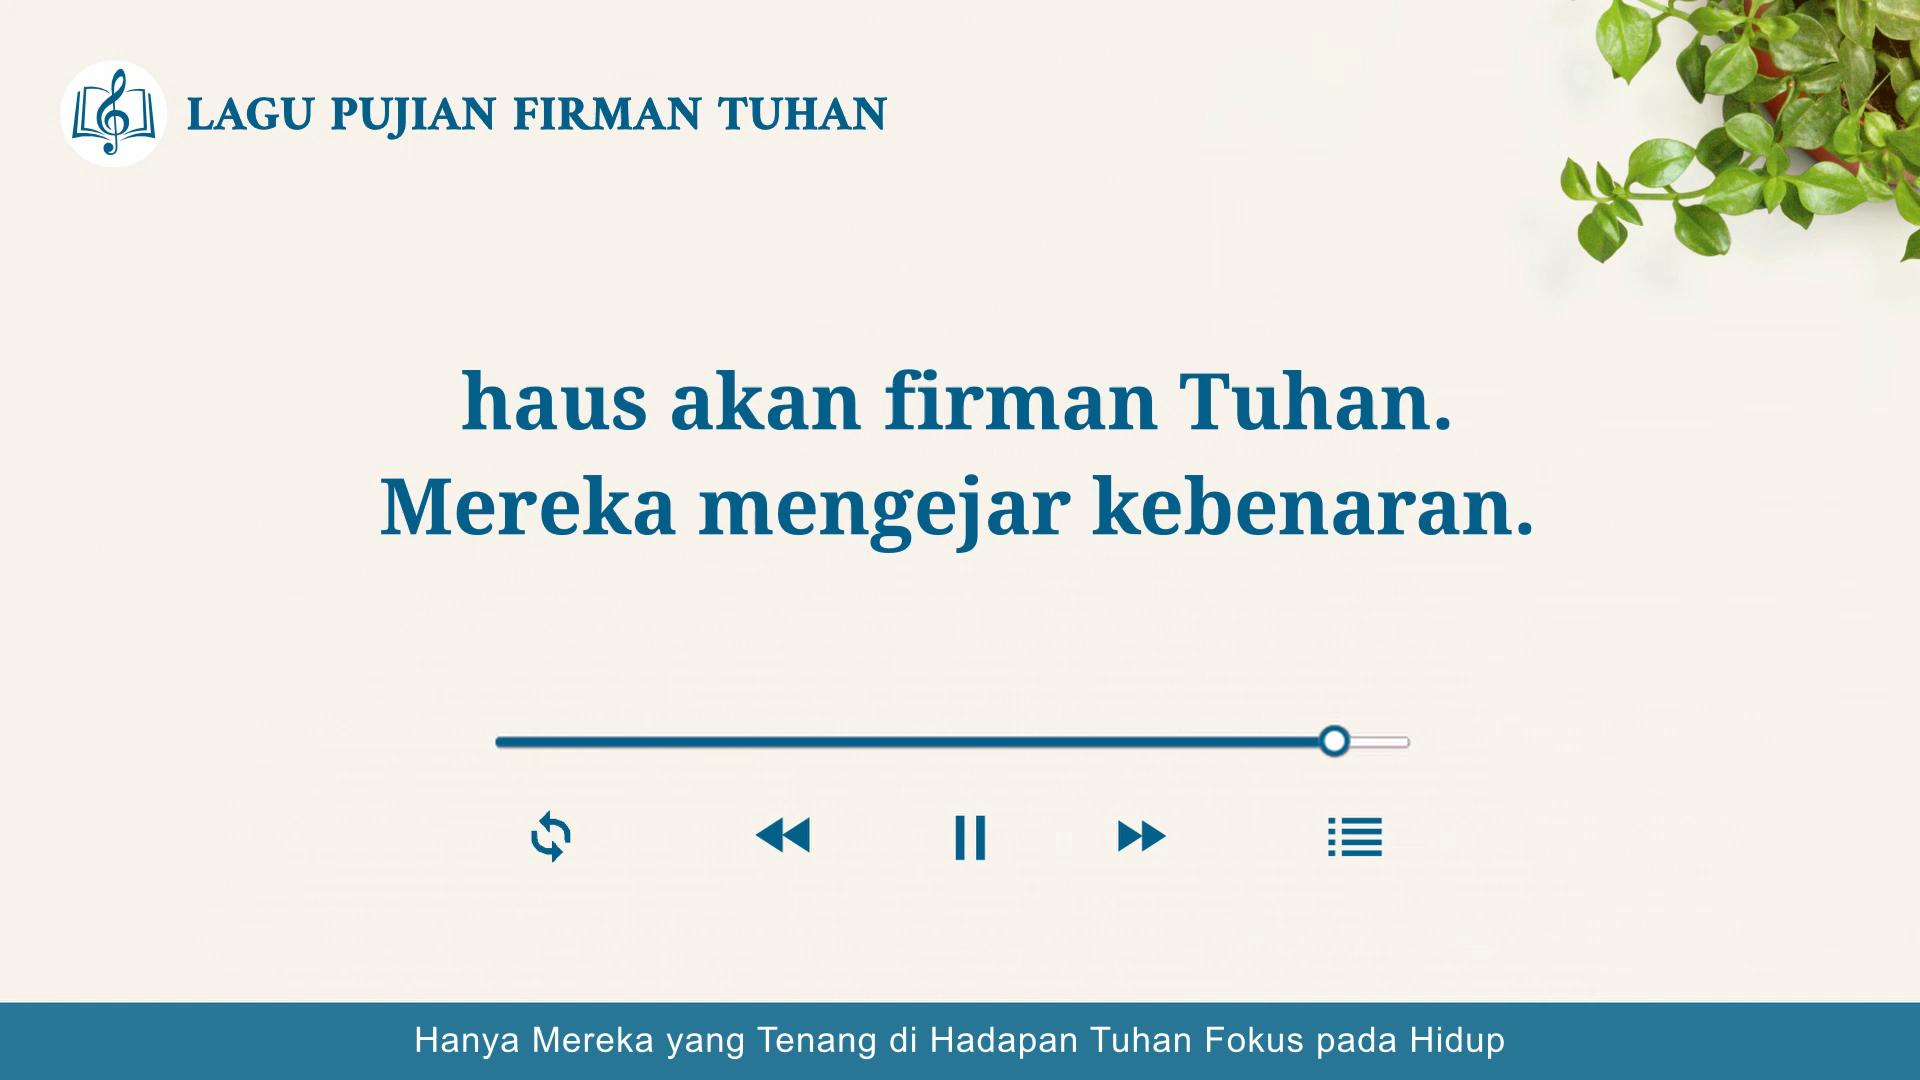 LAGU PUJIAN FIRMAN TUHAN
haus akan firman Tuhan.
Mereka mengejar kebenaran.
Hanya Mereka yang Tenang di Hadapan Tuhan Fokus pada Hidup